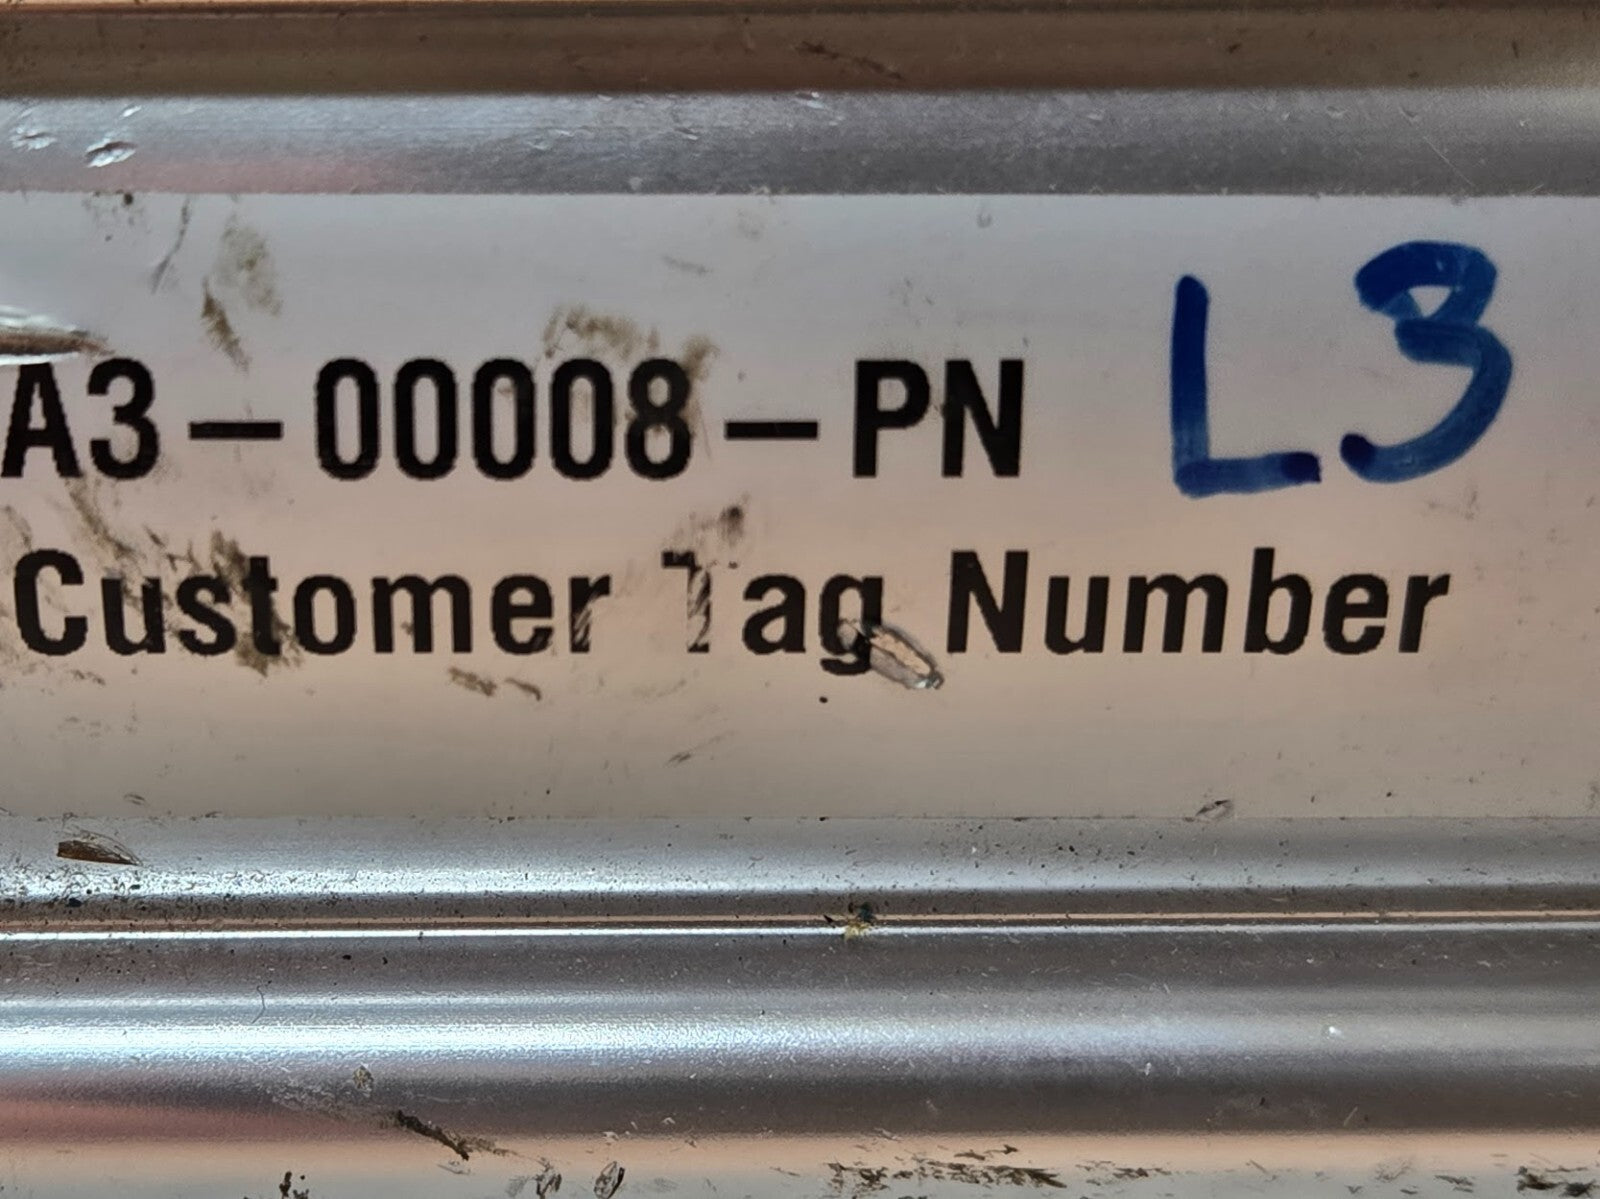 A3-00008-PN L3
Customer Tag Number